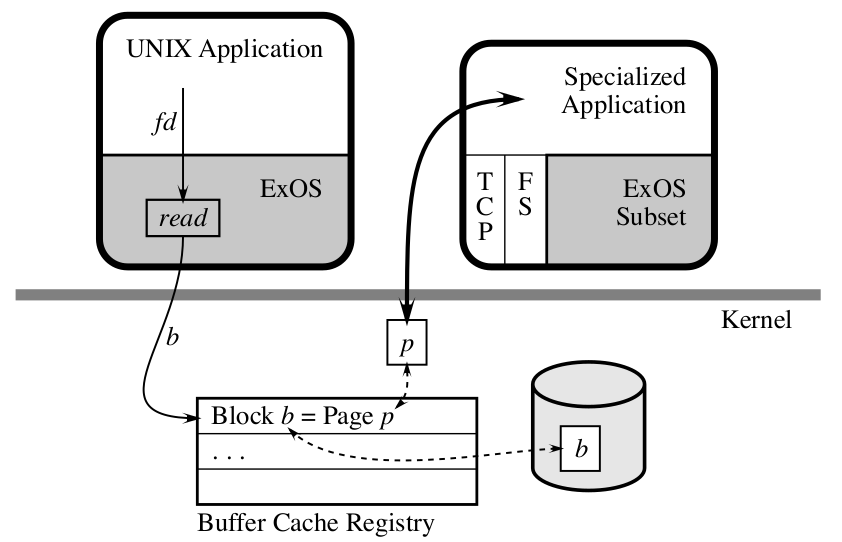 UNIX Application
fd
ExOS
read
Specialized
Application
T
C
P
F
S
ExOS
Subset
Kernel
b
p
Block b = Page p
. . .
b
Buffer Cache Registry